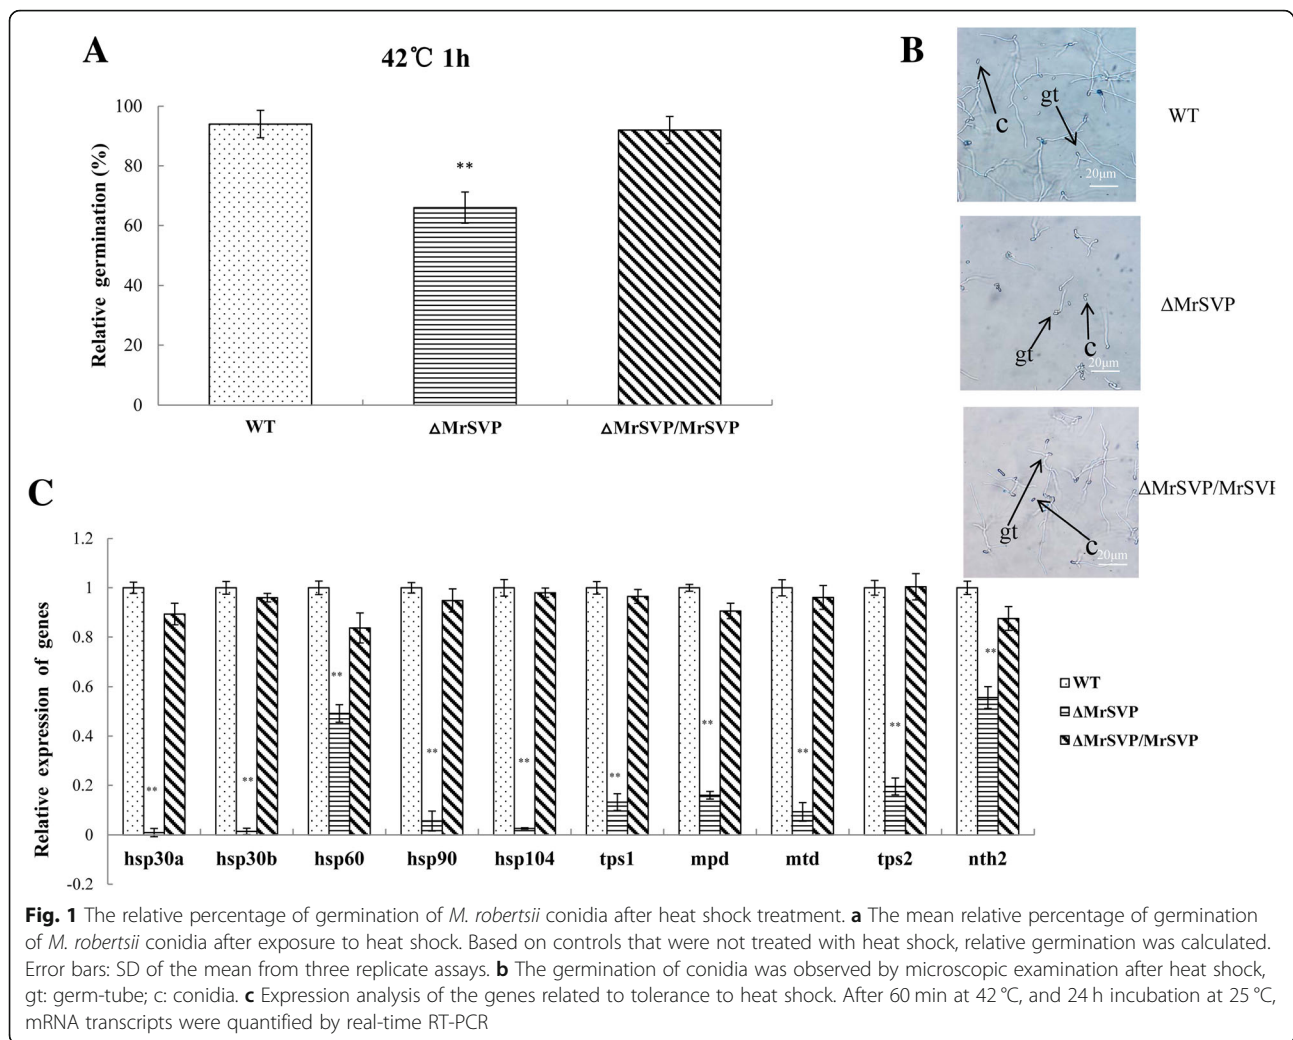 A
42℃ 1h
Relative germination (%)
100
80
60
40
20
0
**
WT
ΔMrSVP
ΔMrSVP/MrSVP
B
c
gt
20μm
WT
gt
c
20μm
ΔMrSVP
gt
c
20μm
ΔMrSVP/MrSVP
C
Relative expression of genes
1.2
1
0.8
0.6
0.4
0.2
0
-0.2
** ** ** ** ** ** ** ** ** **
hsp30a hsp30b hsp60 hsp90 hsp104 tps1 mpd mtd tps2 nth2
WT
ΔMrSVP
ΔMrSVP/MrSVP
Fig. 1 The relative percentage of germination of M. robertsii conidia after heat shock treatment. a The mean relative percentage of germination
of M. robertsii conidia after exposure to heat shock. Based on controls that were not treated with heat shock, relative germination was calculated.
Error bars: SD of the mean from three replicate assays. b The germination of conidia was observed by microscopic examination after heat shock,
gt: germ-tube; c: conidia. c Expression analysis of the genes related to tolerance to heat shock. After 60 min at 42 °C, and 24 h incubation at 25 °C,
mRNA transcripts were quantified by real-time RT-PCR